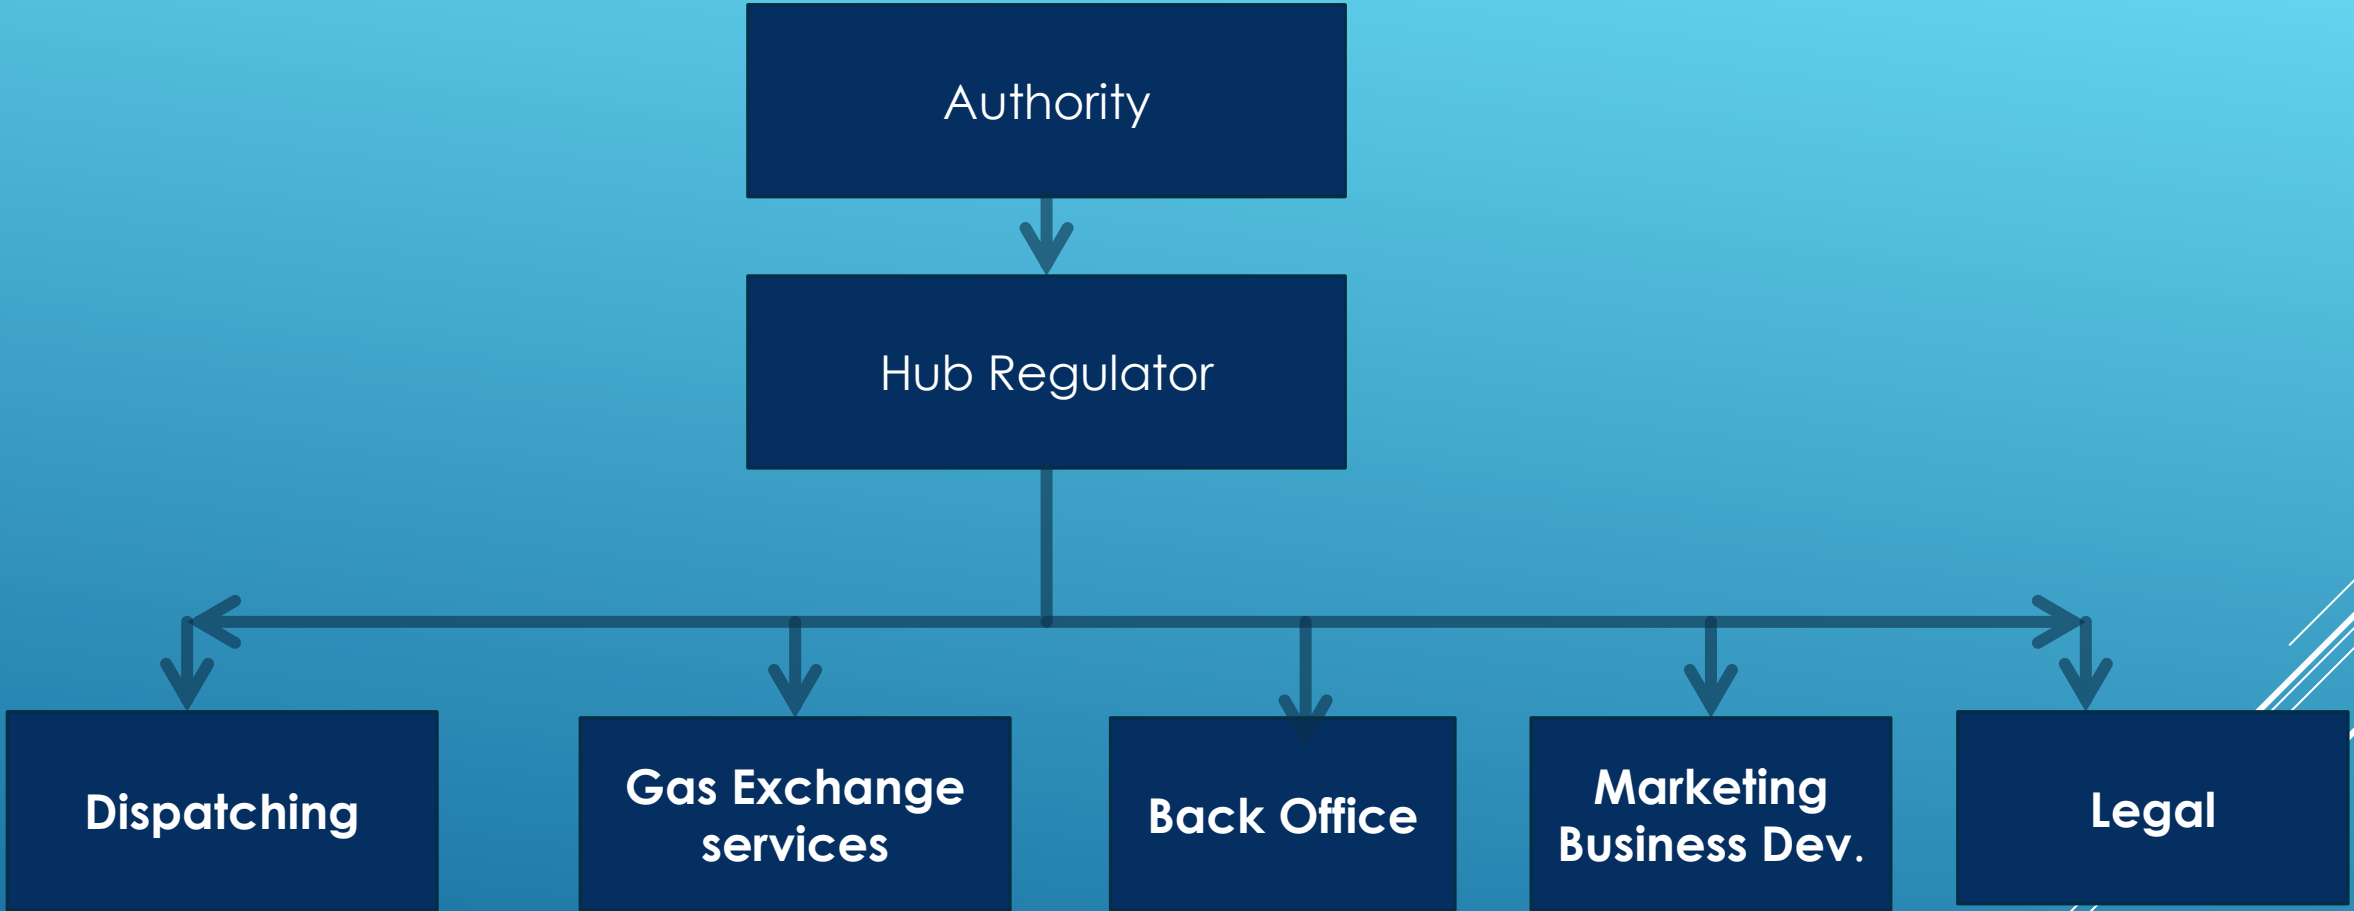 Authority
Hub Regulator
Dispatching
Gas Exchange
services
Back Office
Marketing
Business Dev.
Legal